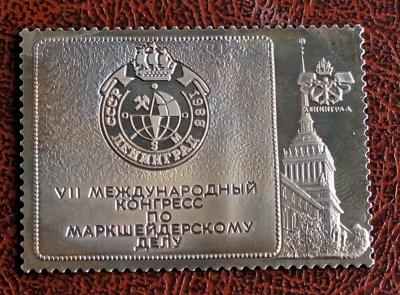 СССР 1988
ЛЕНИНГРАД
VII МЕЖДУНАРОДНЫЙ
КОНГРЕСС
ПО
МАРКШЕЙДЕРСКОМУ
ДЕЛУ
ЛЕНИНГРАД